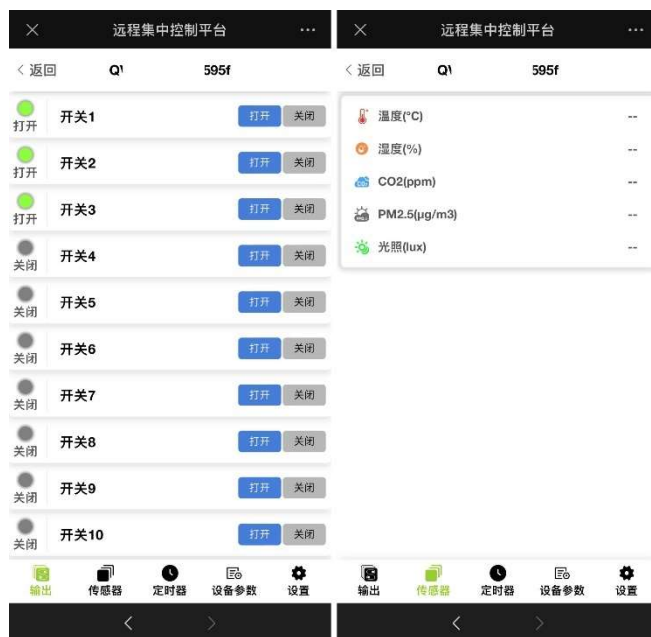 远程集中控制平台
返回
595f
打开
开关1
打开
关闭
打开
开关2
打开
关闭
打开
开关3
打开
关闭
关闭
开关4
打开
关闭
关闭
开关5
打开
关闭
关闭
开关6
打开
关闭
关闭
开关7
打开
关闭
关闭
开关8
打开
关闭
关闭
开关9
打开
关闭
关闭
开关10
打开
关闭
输出
传感器
定时器
设备参数
设置
远程集中控制平台
返回
595f
温度(°C) --
湿度(%) --
CO2(ppm) --
PM2.5(μg/m3) --
光照(lux) --
输出
传感器
定时器
设备参数
设置